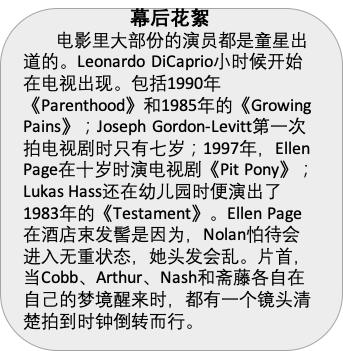 幕后花絮
电影里大部份的演员都是童星出
道的。Leonardo DiCaprio小时候开始
在电视出现。包括1990年
《Parenthood》和1985年的《Growing
Pains》；Joseph Gordon-Levitt第一次
拍电视剧时只有七岁；1997年，Ellen
Page在十岁时演电视剧《Pit Pony》；
Lukas Hass还在幼儿园时便演出了
1983年的《Testament》。Ellen Page
在酒店束发髻是因为，Nolan怕待会
进入无重状态，她头发会乱。片首，
当Cobb、Arthur、Nash和斋藤各自在
自己的梦境醒来时，都有一个镜头清
楚拍到时钟倒转而行。